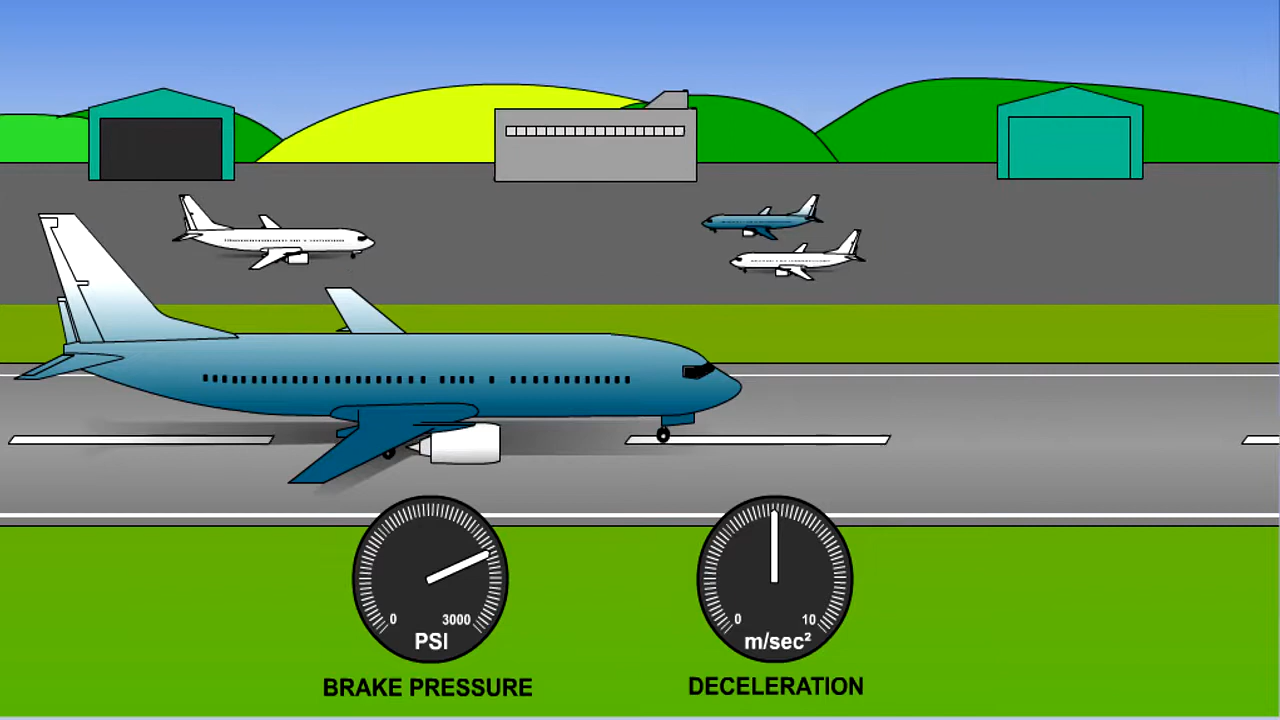 0 3000
PSI
BRAKE PRESSURE
0 10
m/sec²
DECELERATION